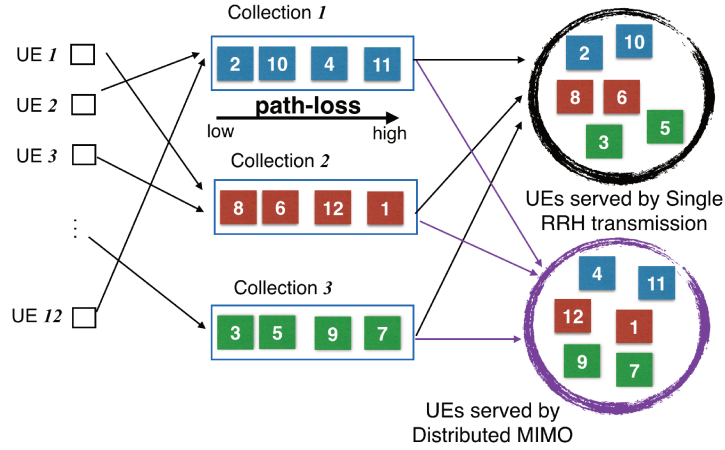 Collection 1
UE 1
UE 2
UE 3
⋮
UE 12
2 10 4 11
path-loss
low high
Collection 2
8 6 12 1
Collection 3
3 5 9 7
2 10
8 6
3 5
UEs served by Single
RRH transmission
4 11
12 1
9 7
UEs served by
Distributed MIMO